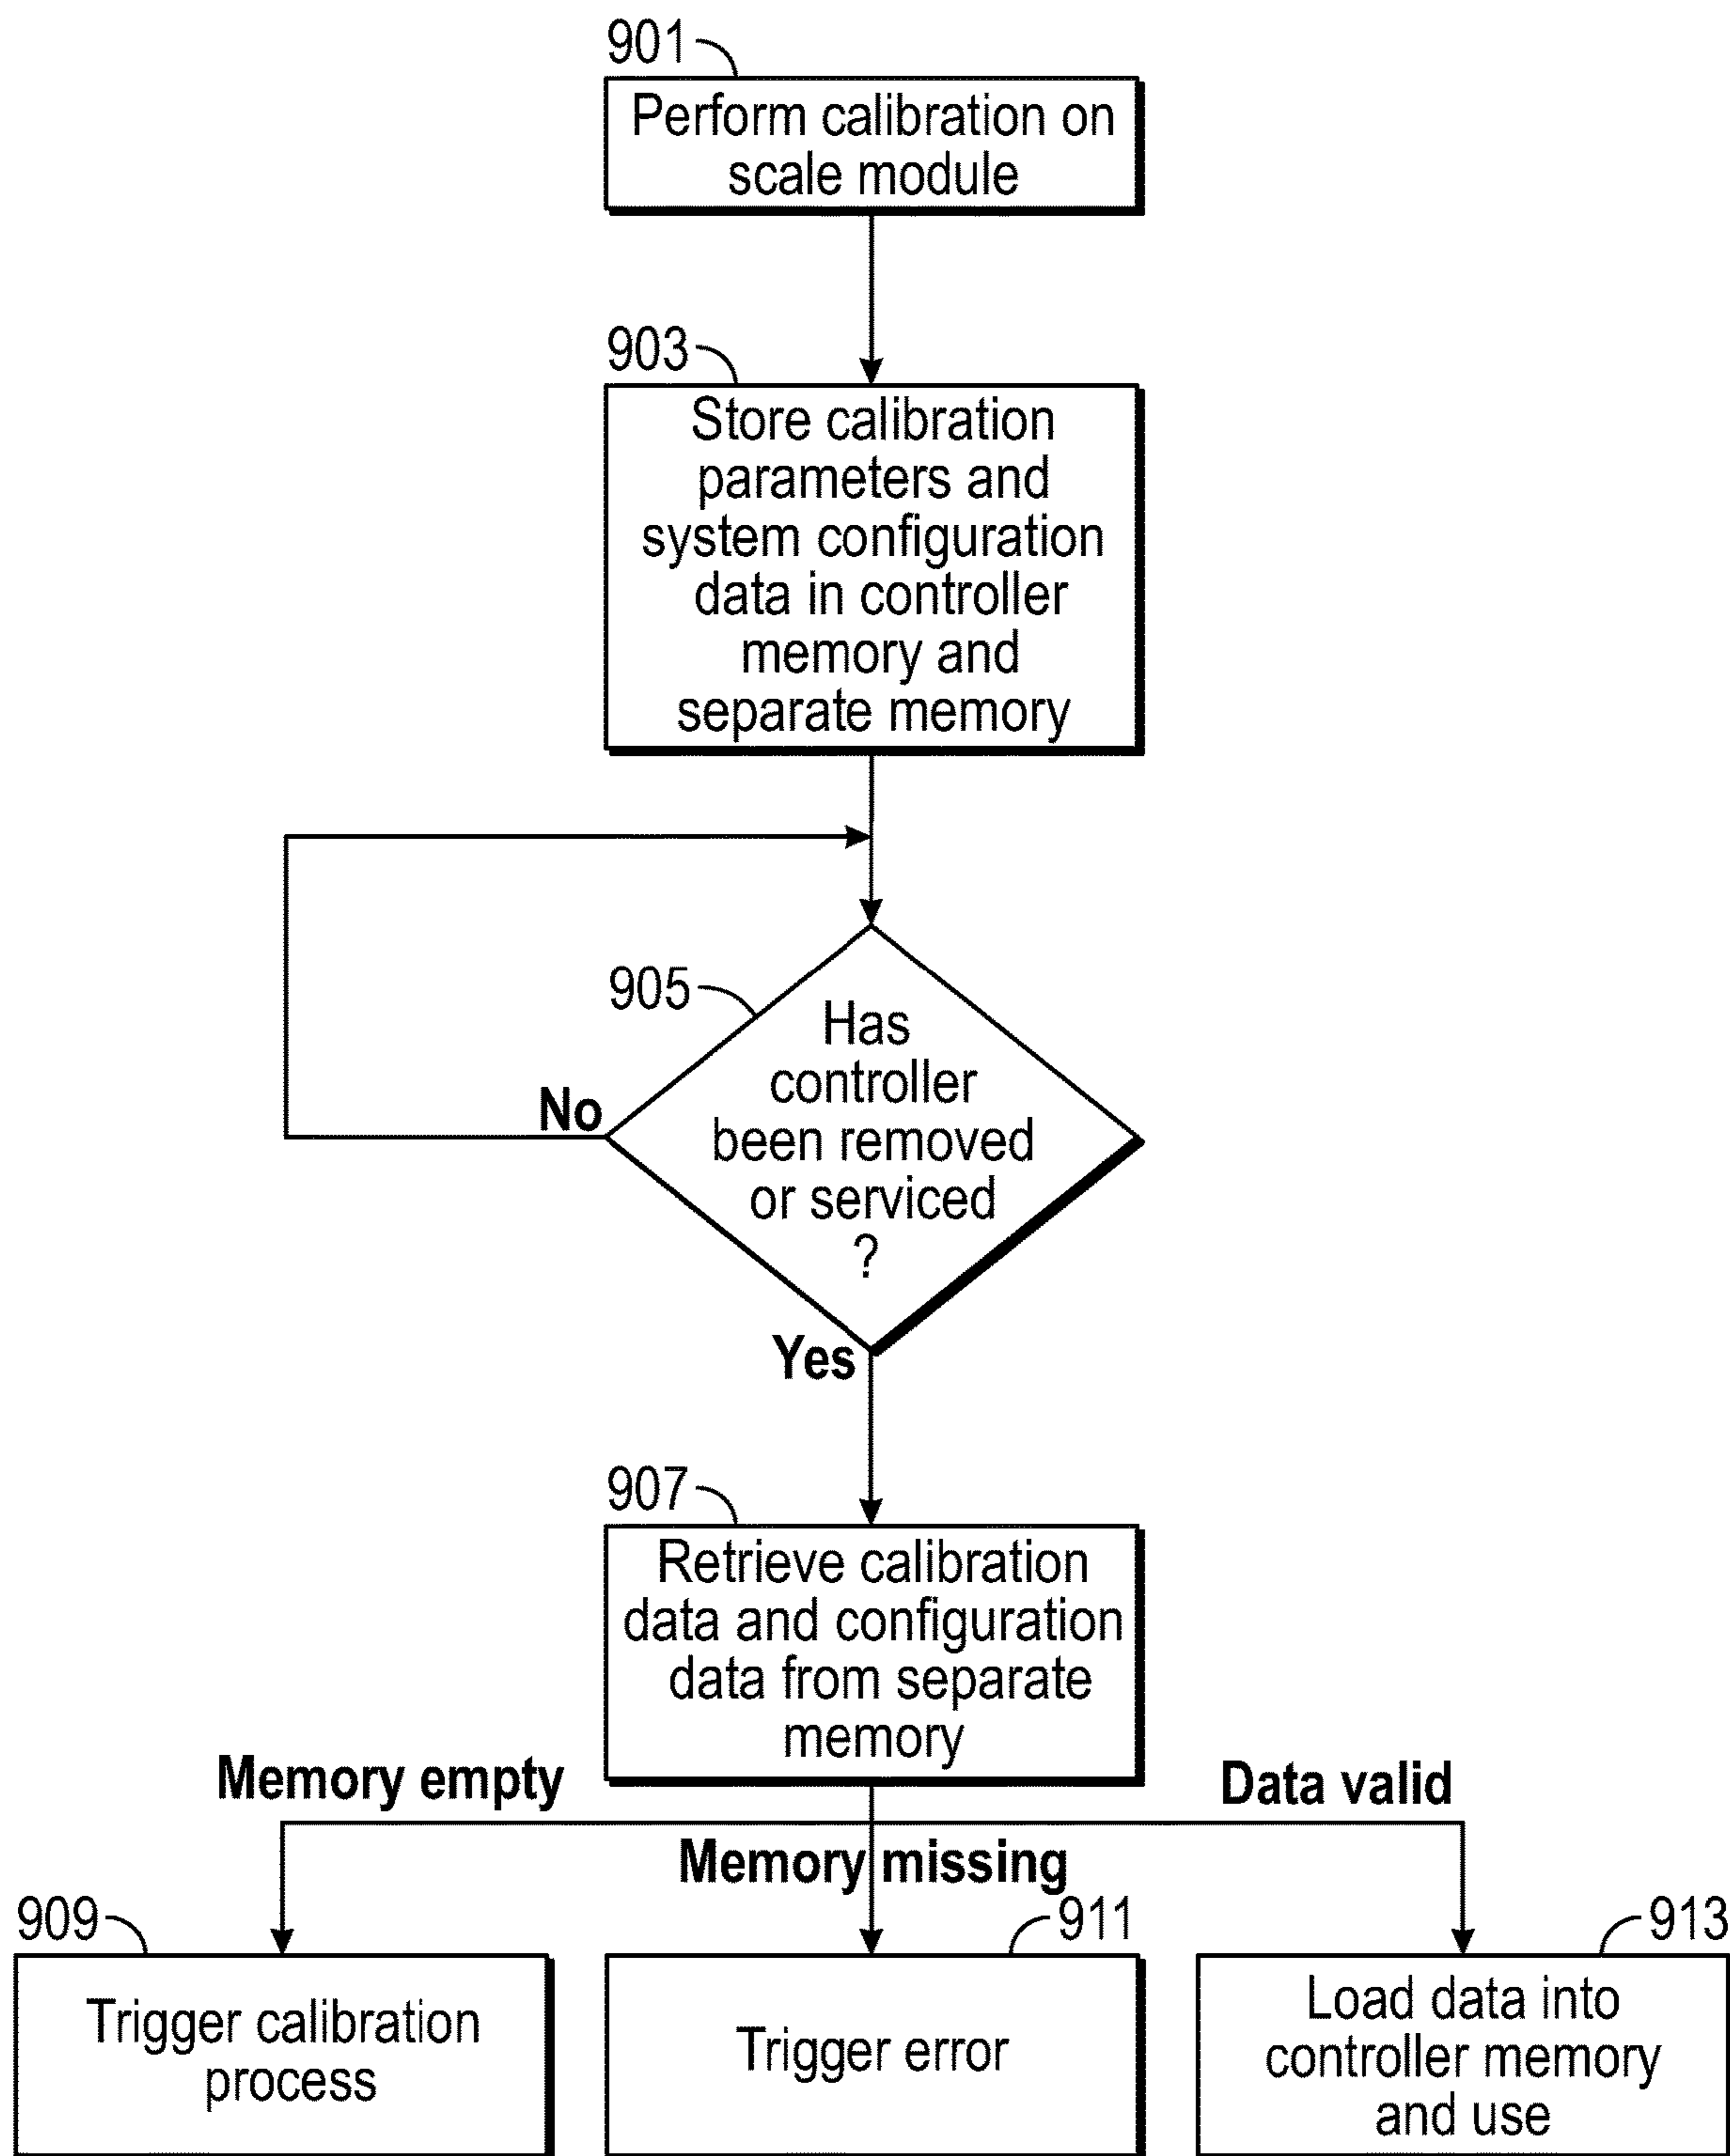 901
Perform calibration on
scale module
903
Store calibration
parameters and
system configuration
data in controller
memory and
separate memory
905
Has
controller
been removed
or serviced
?
No
Yes
907
Retrieve calibration
data and configuration
data from separate
memory
Memory empty
Data valid
Memory missing
909
911
913
Trigger calibration
process
Trigger error
Load data into
controller memory
and use